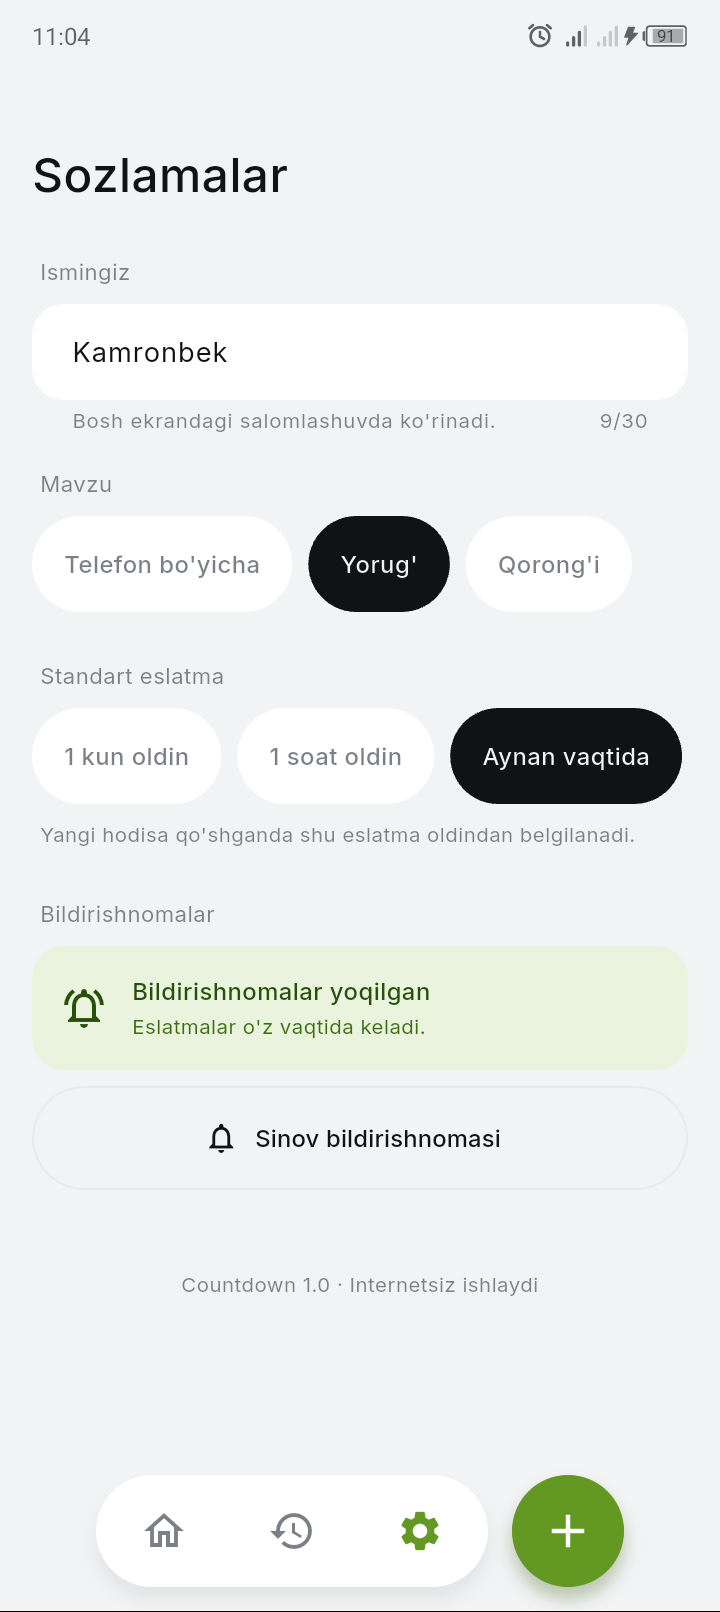 11:04
91
Sozlamalar
Ismingiz
Kamronbek
Bosh ekrandagi salomlashuvda ko'rinadi. 9/30
Mavzu
Telefon bo'yicha Yorug' Qorong'i
Standart eslatma
1 kun oldin 1 soat oldin Aynan vaqtida
Yangi hodisa qo'shganda shu eslatma oldindan belgilanadi.
Bildirishnomalar
Bildirishnomalar yoqilgan
Eslatmalar o'z vaqtida keladi.
Sinov bildirishnomasi
Countdown 1.0 · Internetsiz ishlaydi